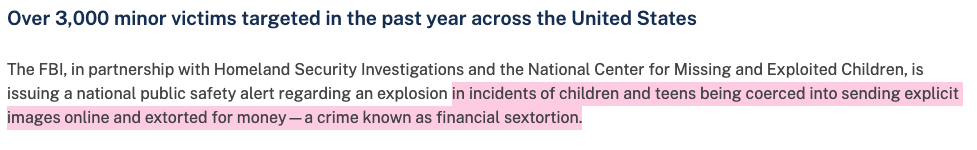 Over 3,000 minor victims targeted in the past year across the United States
The FBI, in partnership with Homeland Security Investigations and the National Center for Missing and Exploited Children, is
issuing a national public safety alert regarding an explosion in incidents of children and teens being coerced into sending explicit
images online and extorted for money—a crime known as financial sextortion.